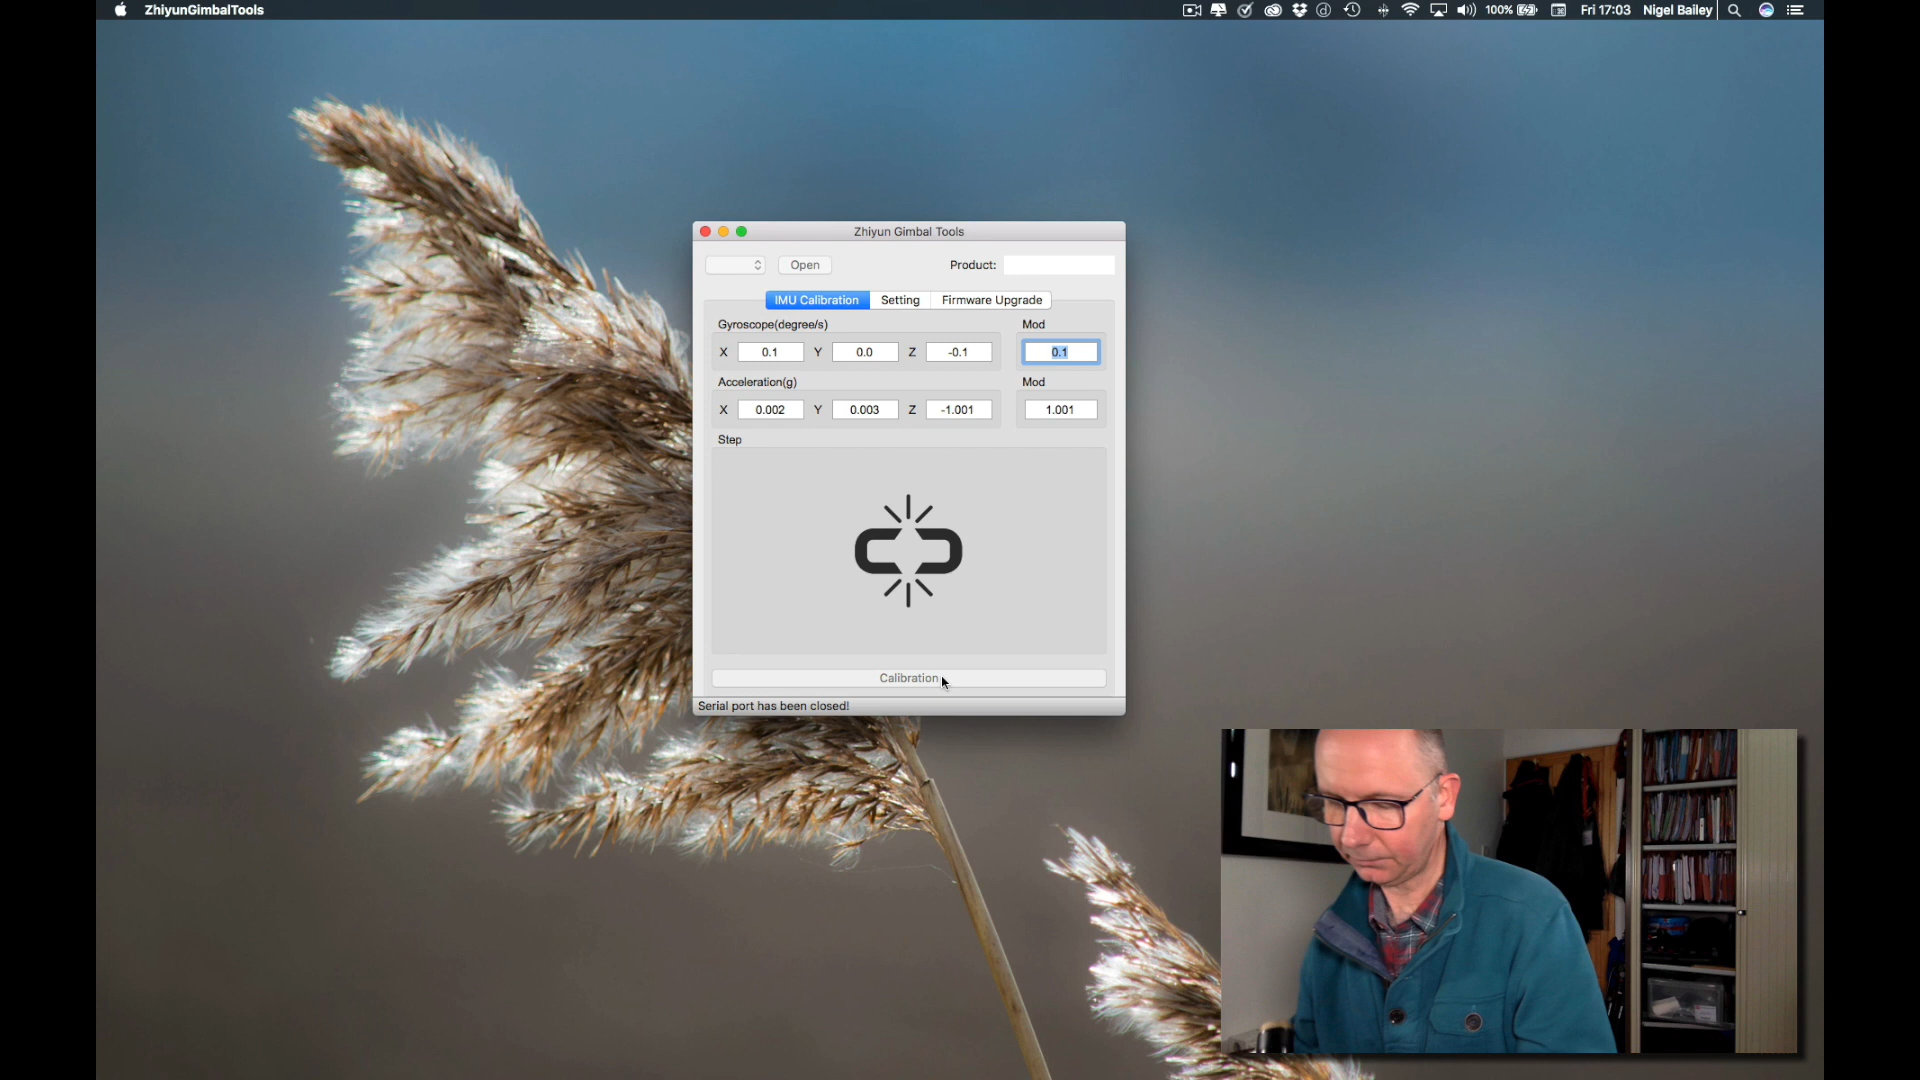 ZhiyunGimbalTools
100%
Fri 17:03
Nigel Bailey
Zhiyun Gimbal Tools
Open
Product:
IMU Calibration
Setting
Firmware Upgrade
Gyroscope(degree/s)
Mod
X 0.1 Y 0.0 Z -0.1
0.1
Acceleration(g)
Mod
X 0.002 Y 0.003 Z -1.001
1.001
Step
Calibration
Serial port has been closed!